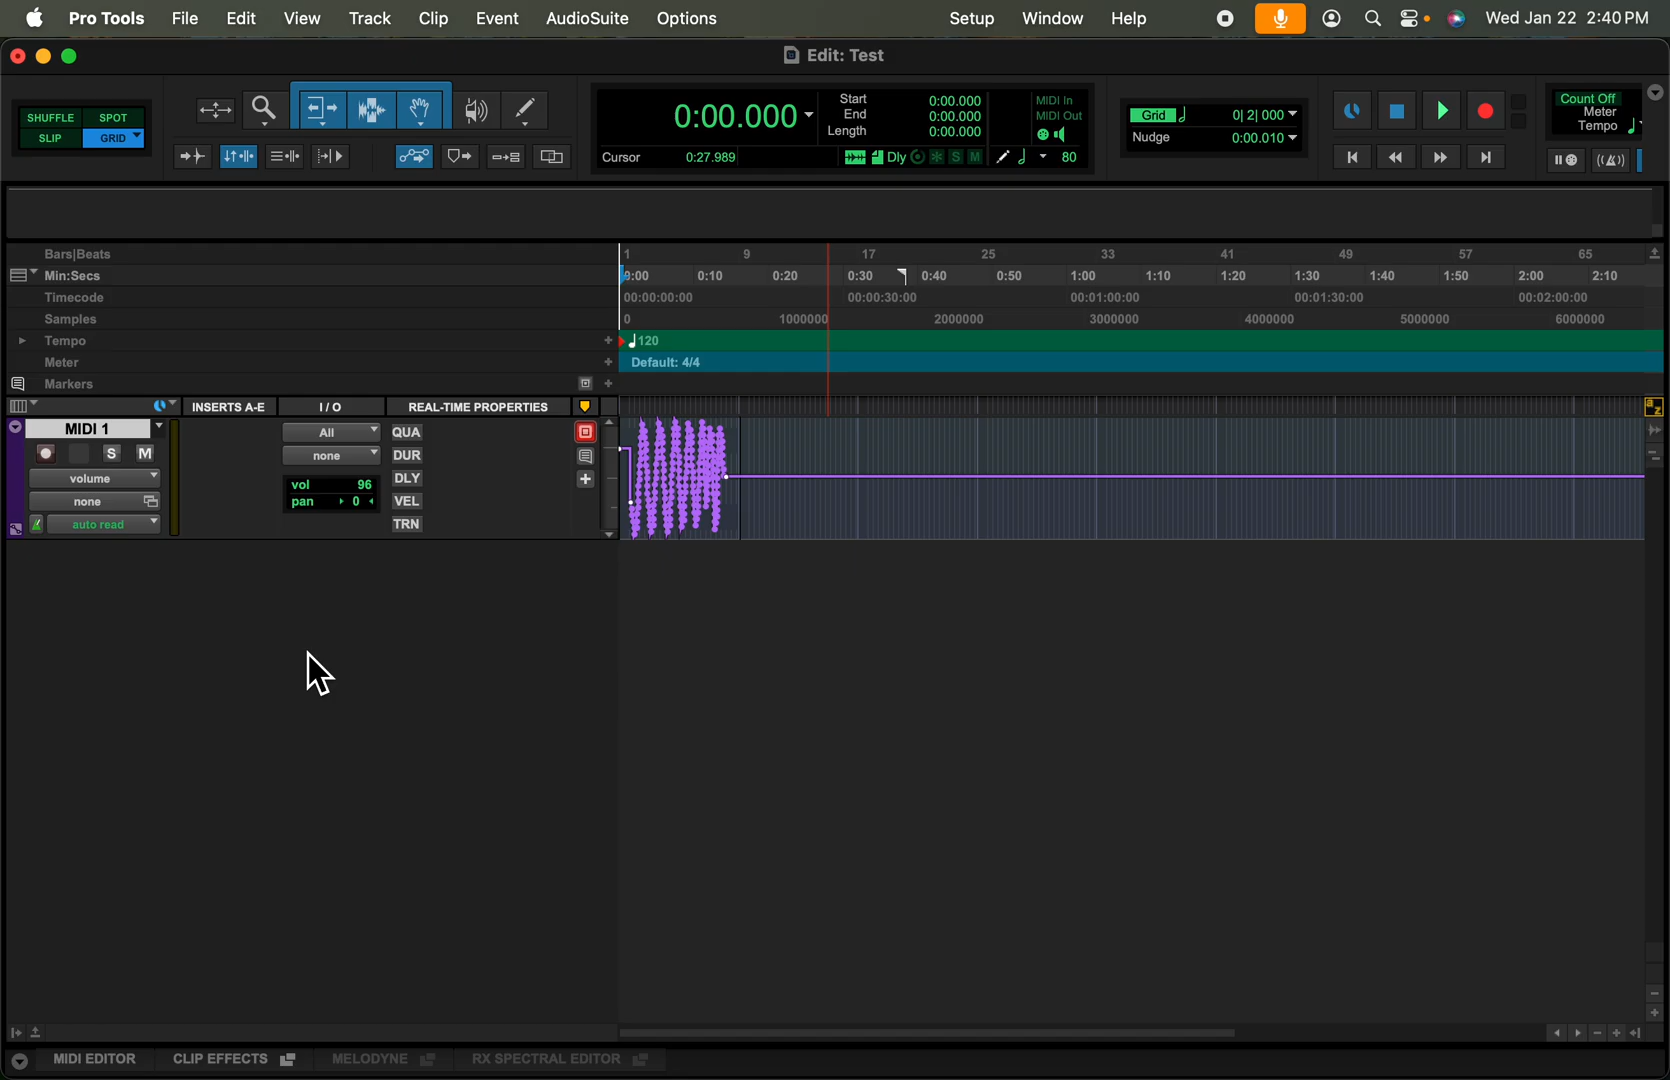 Pro Tools File Edit View Track Clip Event AudioSuite Options Setup Window Help Wed Jan 22 2:40 PM
Edit: Test
SHUFFLE SPOT
SLIP GRID
0:00.000
Start 0:00.000
End 0:00.000
Length 0:00.000
MIDI In
MIDI Out
Cursor 0:27.989 Dly S M 80
Grid 0| 2| 000
Nudge 0:00.010
Count Off
Meter
Tempo
Bars|Beats 1 9 17 25 33 41 49 57 65
Min:Secs 0:00 0:10 0:20 0:30 0:40 0:50 1:00 1:10 1:20 1:30 1:40 1:50 2:00 2:10
Timecode 00:00:00:00 00:00:30:00 00:01:00:00 00:01:30:00 00:02:00:00
Samples 0 1000000 2000000 3000000 4000000 5000000 6000000
Tempo + 120
Meter + Default: 4/4
Markers +
INSERTS A-E I / O REAL-TIME PROPERTIES a z
MIDI 1 All QUA
S M none DUR
volume vol 96 DLY
none pan 0 VEL
auto read TRN
MIDI EDITOR CLIP EFFECTS MELODYNE RX SPECTRAL EDITOR